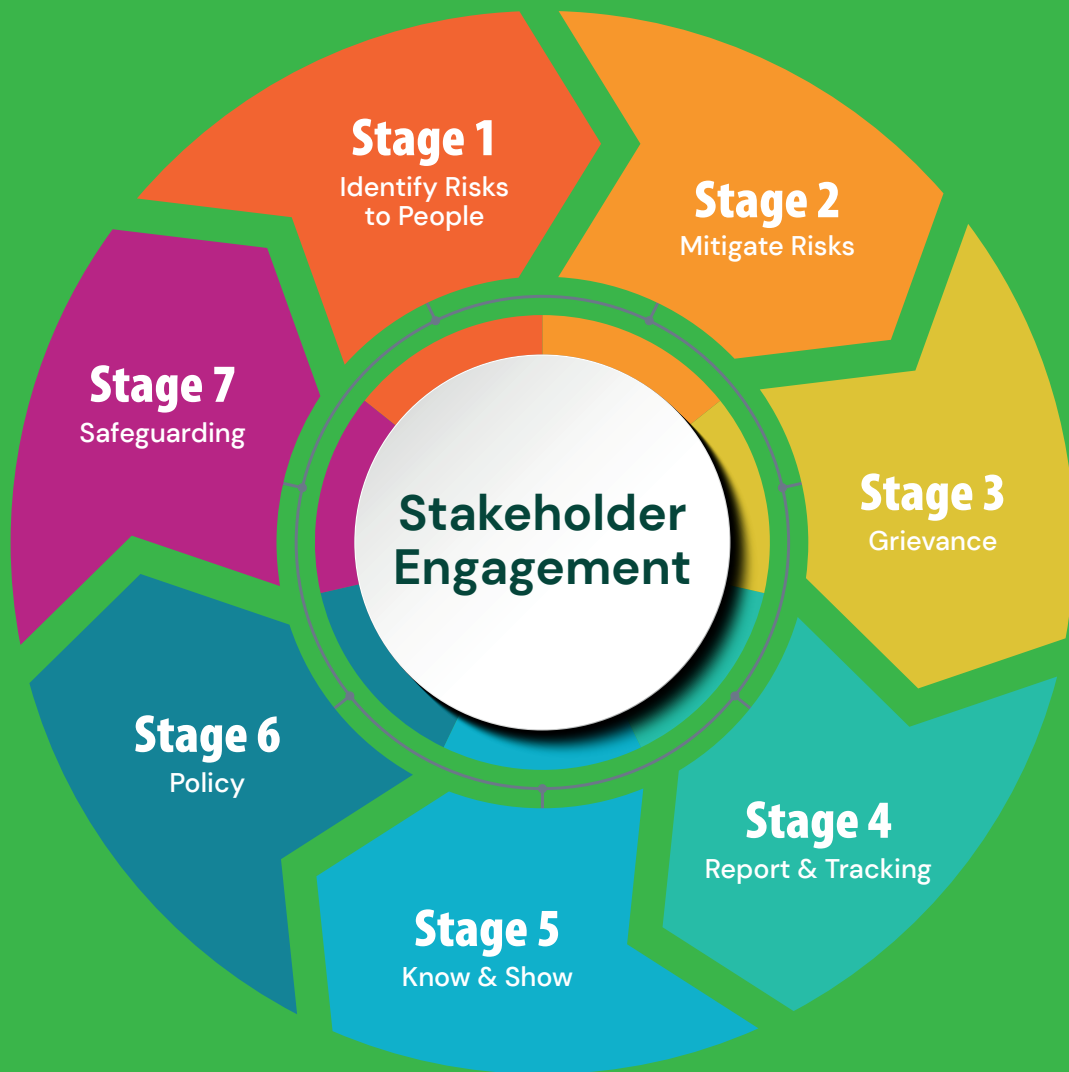 Stage 1
Identify Risks
to People
Stage 2
Mitigate Risks
Stage 3
Grievance
Stage 4
Report & Tracking
Stage 5
Know & Show
Stage 6
Policy
Stage 7
Safeguarding
Stakeholder
Engagement